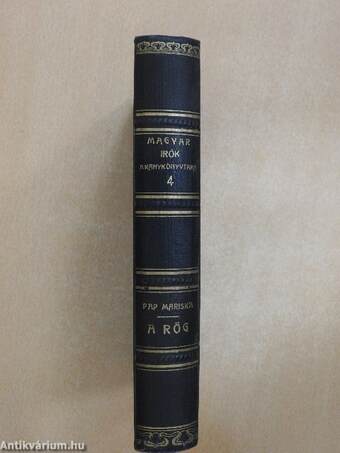 MAGYAR
IRÓK
ARANYKÖNYVTÁRA
4
PAP MARISKA
A RÖG
Antikvárium.hu